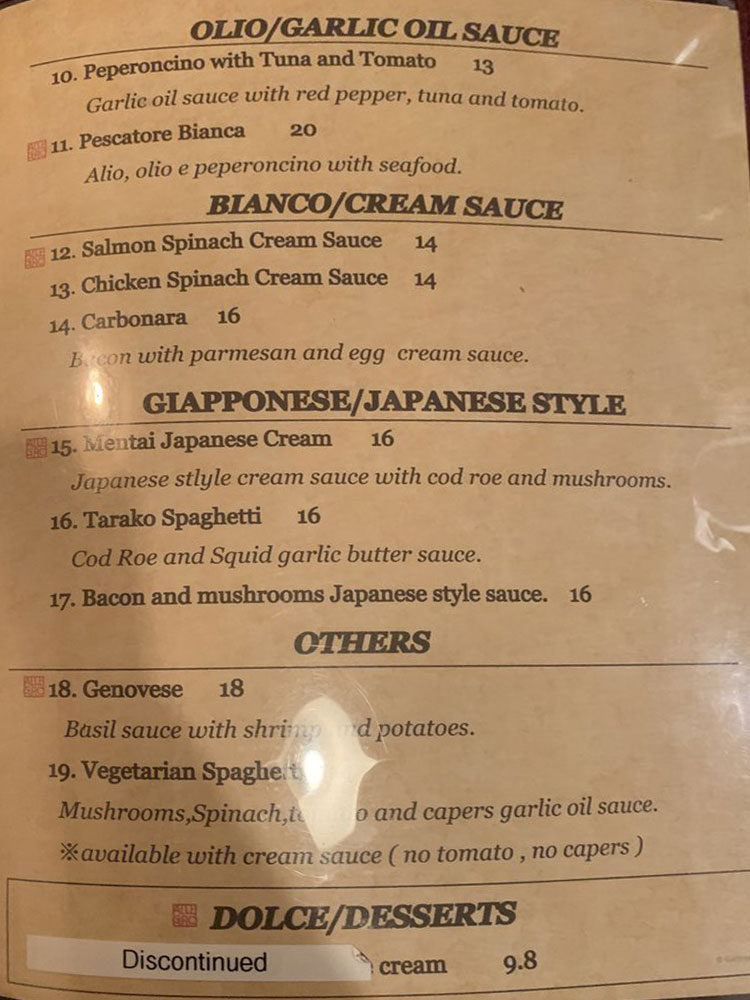 OLIO/GARLIC OIL SAUCE
10. Peperoncino with Tuna and Tomato 13
Garlic oil sauce with red pepper, tuna and tomato.
11. Pescatore Bianca 20
Alio, olio e peperoncino with seafood.
BIANCO/CREAM SAUCE
12. Salmon Spinach Cream Sauce 14
13. Chicken Spinach Cream Sauce 14
14. Carbonara 16
Bacon with parmesan and egg cream sauce.
GIAPPONESE/JAPANESE STYLE
15. Mentai Japanese Cream 16
Japanese stlyle cream sauce with cod roe and mushrooms.
16. Tarako Spaghetti 16
Cod Roe and Squid garlic butter sauce.
17. Bacon and mushrooms Japanese style sauce. 16
OTHERS
18. Genovese 18
Basil sauce with shrimp and potatoes.
19. Vegetarian Spaghett
Mushrooms,Spinach, and capers garlic oil sauce.
※available with cream sauce ( no tomato , no capers )
DOLCE/DESSERTS
Discontinued cream 9.8